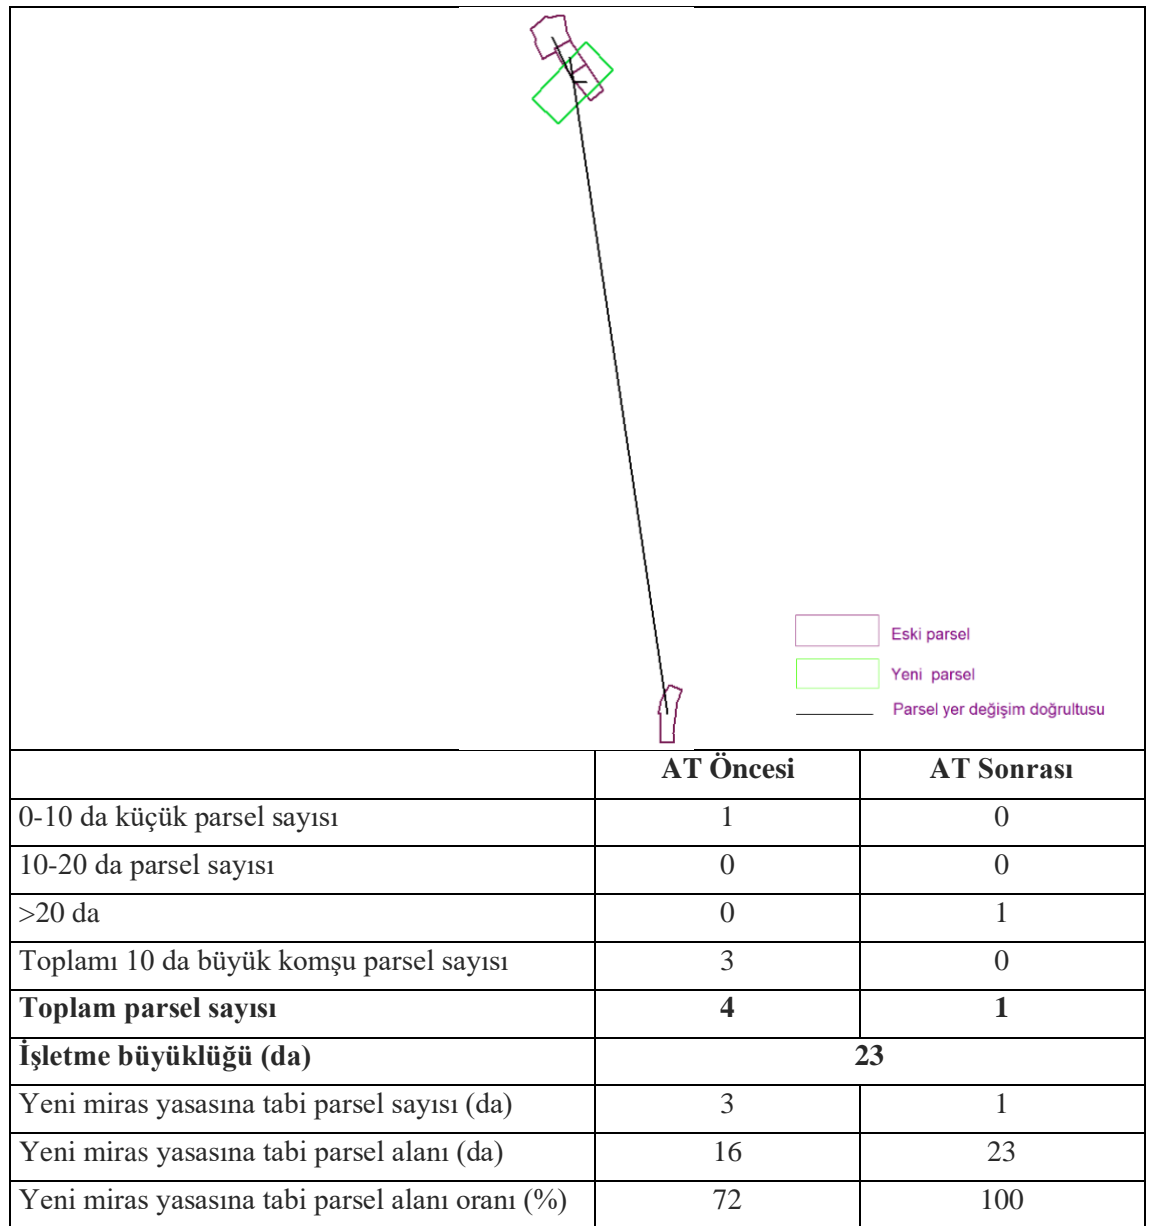 Eski parsel
Yeni parsel
Parsel yer değişim doğrultusu
AT Öncesi AT Sonrası
0-10 da küçük parsel sayısı 1 0
10-20 da parsel sayısı 0 0
>20 da 0 1
Toplamı 10 da büyük komşu parsel sayısı 3 0
Toplam parsel sayısı 4 1
İşletme büyüklüğü (da) 23
Yeni miras yasasına tabi parsel sayısı (da) 3 1
Yeni miras yasasına tabi parsel alanı (da) 16 23
Yeni miras yasasına tabi parsel alanı oranı (%) 72 100